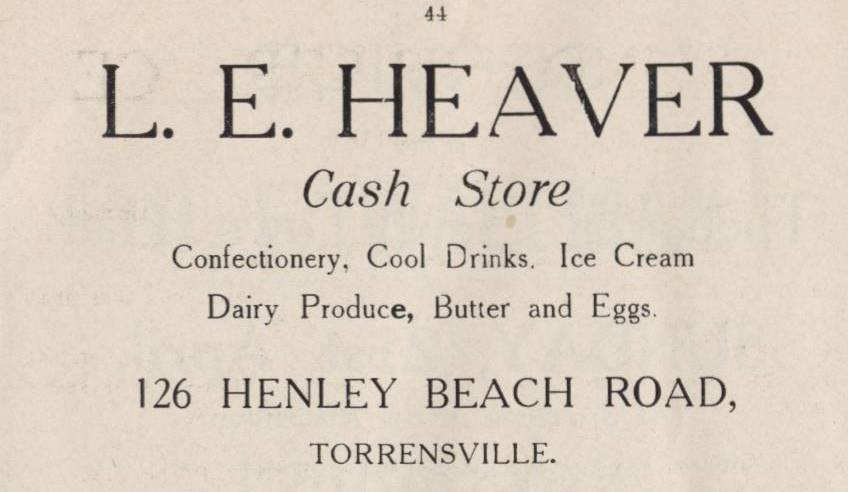 44
L. E. HEAVER
Cash Store
Confectionery, Cool Drinks. Ice Cream
Dairy Produce, Butter and Eggs.
126 HENLEY BEACH ROAD,
TORRENSVILLE.